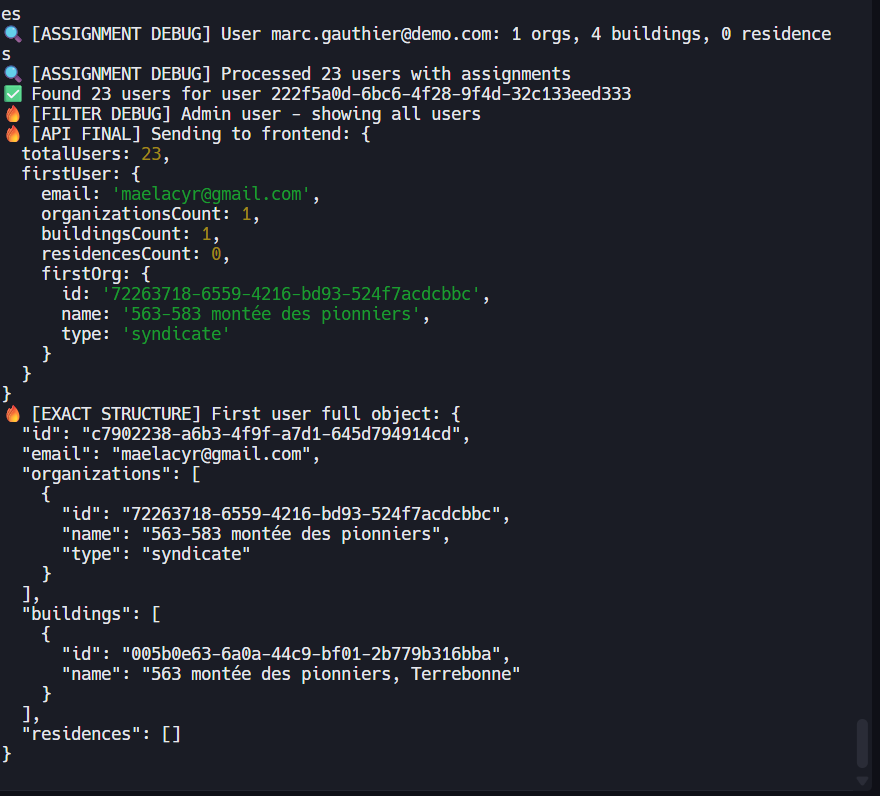 es
🔍 [ASSIGNMENT DEBUG] User marc.gauthier@demo.com: 1 orgs, 4 buildings, 0 residence
s
🔍 [ASSIGNMENT DEBUG] Processed 23 users with assignments
✅ Found 23 users for user 222f5a0d-6bc6-4f28-9f4d-32c133eed333
🔥 [FILTER DEBUG] Admin user - showing all users
🔥 [API FINAL] Sending to frontend: {
  totalUsers: 23,
  firstUser: {
    email: 'maelacyr@gmail.com',
    organizationsCount: 1,
    buildingsCount: 1,
    residencesCount: 0,
    firstOrg: {
      id: '72263718-6559-4216-bd93-524f7acdcbbc',
      name: '563-583 montée des pionniers',
      type: 'syndicate'
    }
  }
}
🔥 [EXACT STRUCTURE] First user full object: {
  "id": "c7902238-a6b3-4f9f-a7d1-645d794914cd",
  "email": "maelacyr@gmail.com",
  "organizations": [
    {
      "id": "72263718-6559-4216-bd93-524f7acdcbbc",
      "name": "563-583 montée des pionniers",
      "type": "syndicate"
    }
  ],
  "buildings": [
    {
      "id": "005b0e63-6a0a-44c9-bf01-2b779b316bba",
      "name": "563 montée des pionniers, Terrebonne"
    }
  ],
  "residences": []
}